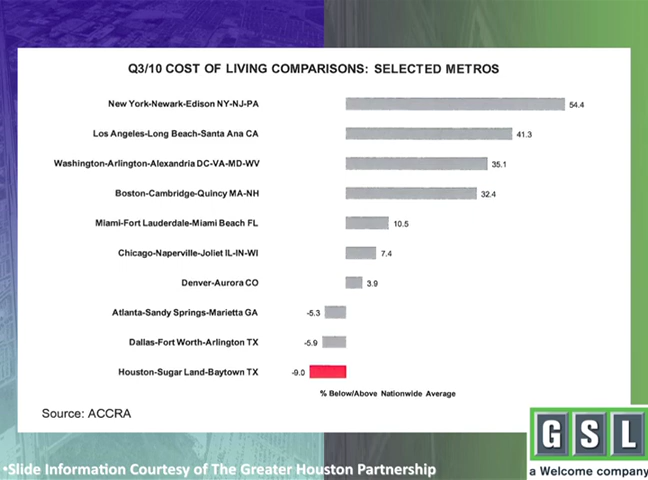 Q3/10 COST OF LIVING COMPARISONS: SELECTED METROS
New York-Newark-Edison NY-NJ-PA 54.4
Los Angeles-Long Beach-Santa Ana CA 41.3
Washington-Arlington-Alexandria DC-VA-MD-WV 35.1
Boston-Cambridge-Quincy MA-NH 32.4
Miami-Fort Lauderdale-Miami Beach FL 10.5
Chicago-Naperville-Joliet IL-IN-WI 7.4
Denver-Aurora CO 3.9
Atlanta-Sandy Springs-Marietta GA -5.3
Dallas-Fort Worth-Arlington TX -5.9
Houston-Sugar Land-Baytown TX -9.0
% Below/Above Nationwide Average
Source: ACCRA
GSL
a Welcome company
•Slide Information Courtesy of The Greater Houston Partnership